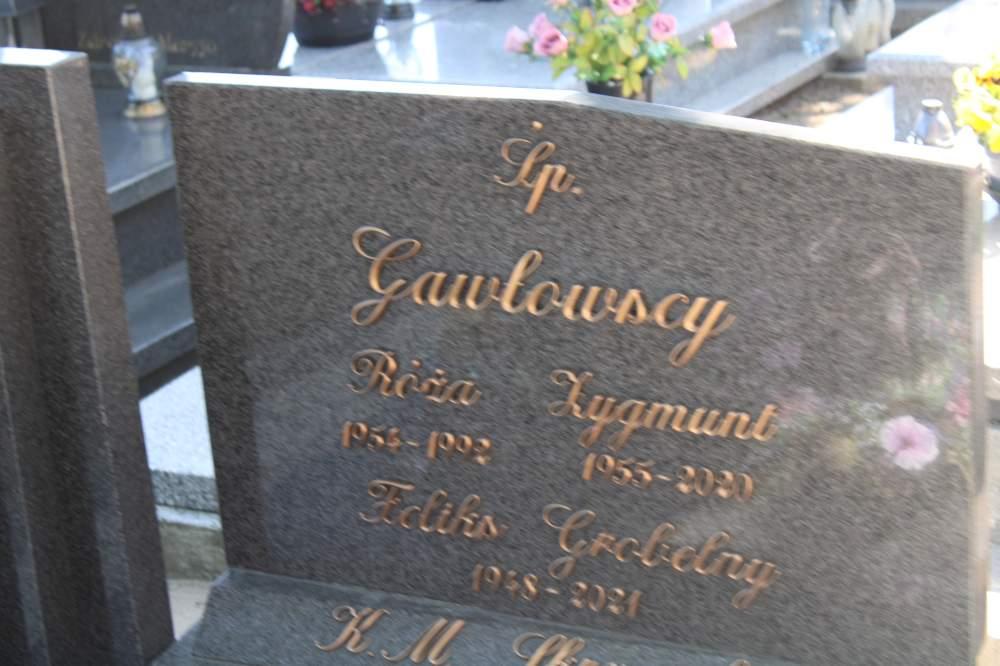 Śp.
Gawłowscy
Róża Zygmunt
1954-1992 1955-2020
Feliks Grobelny
1948-2021
K. M.